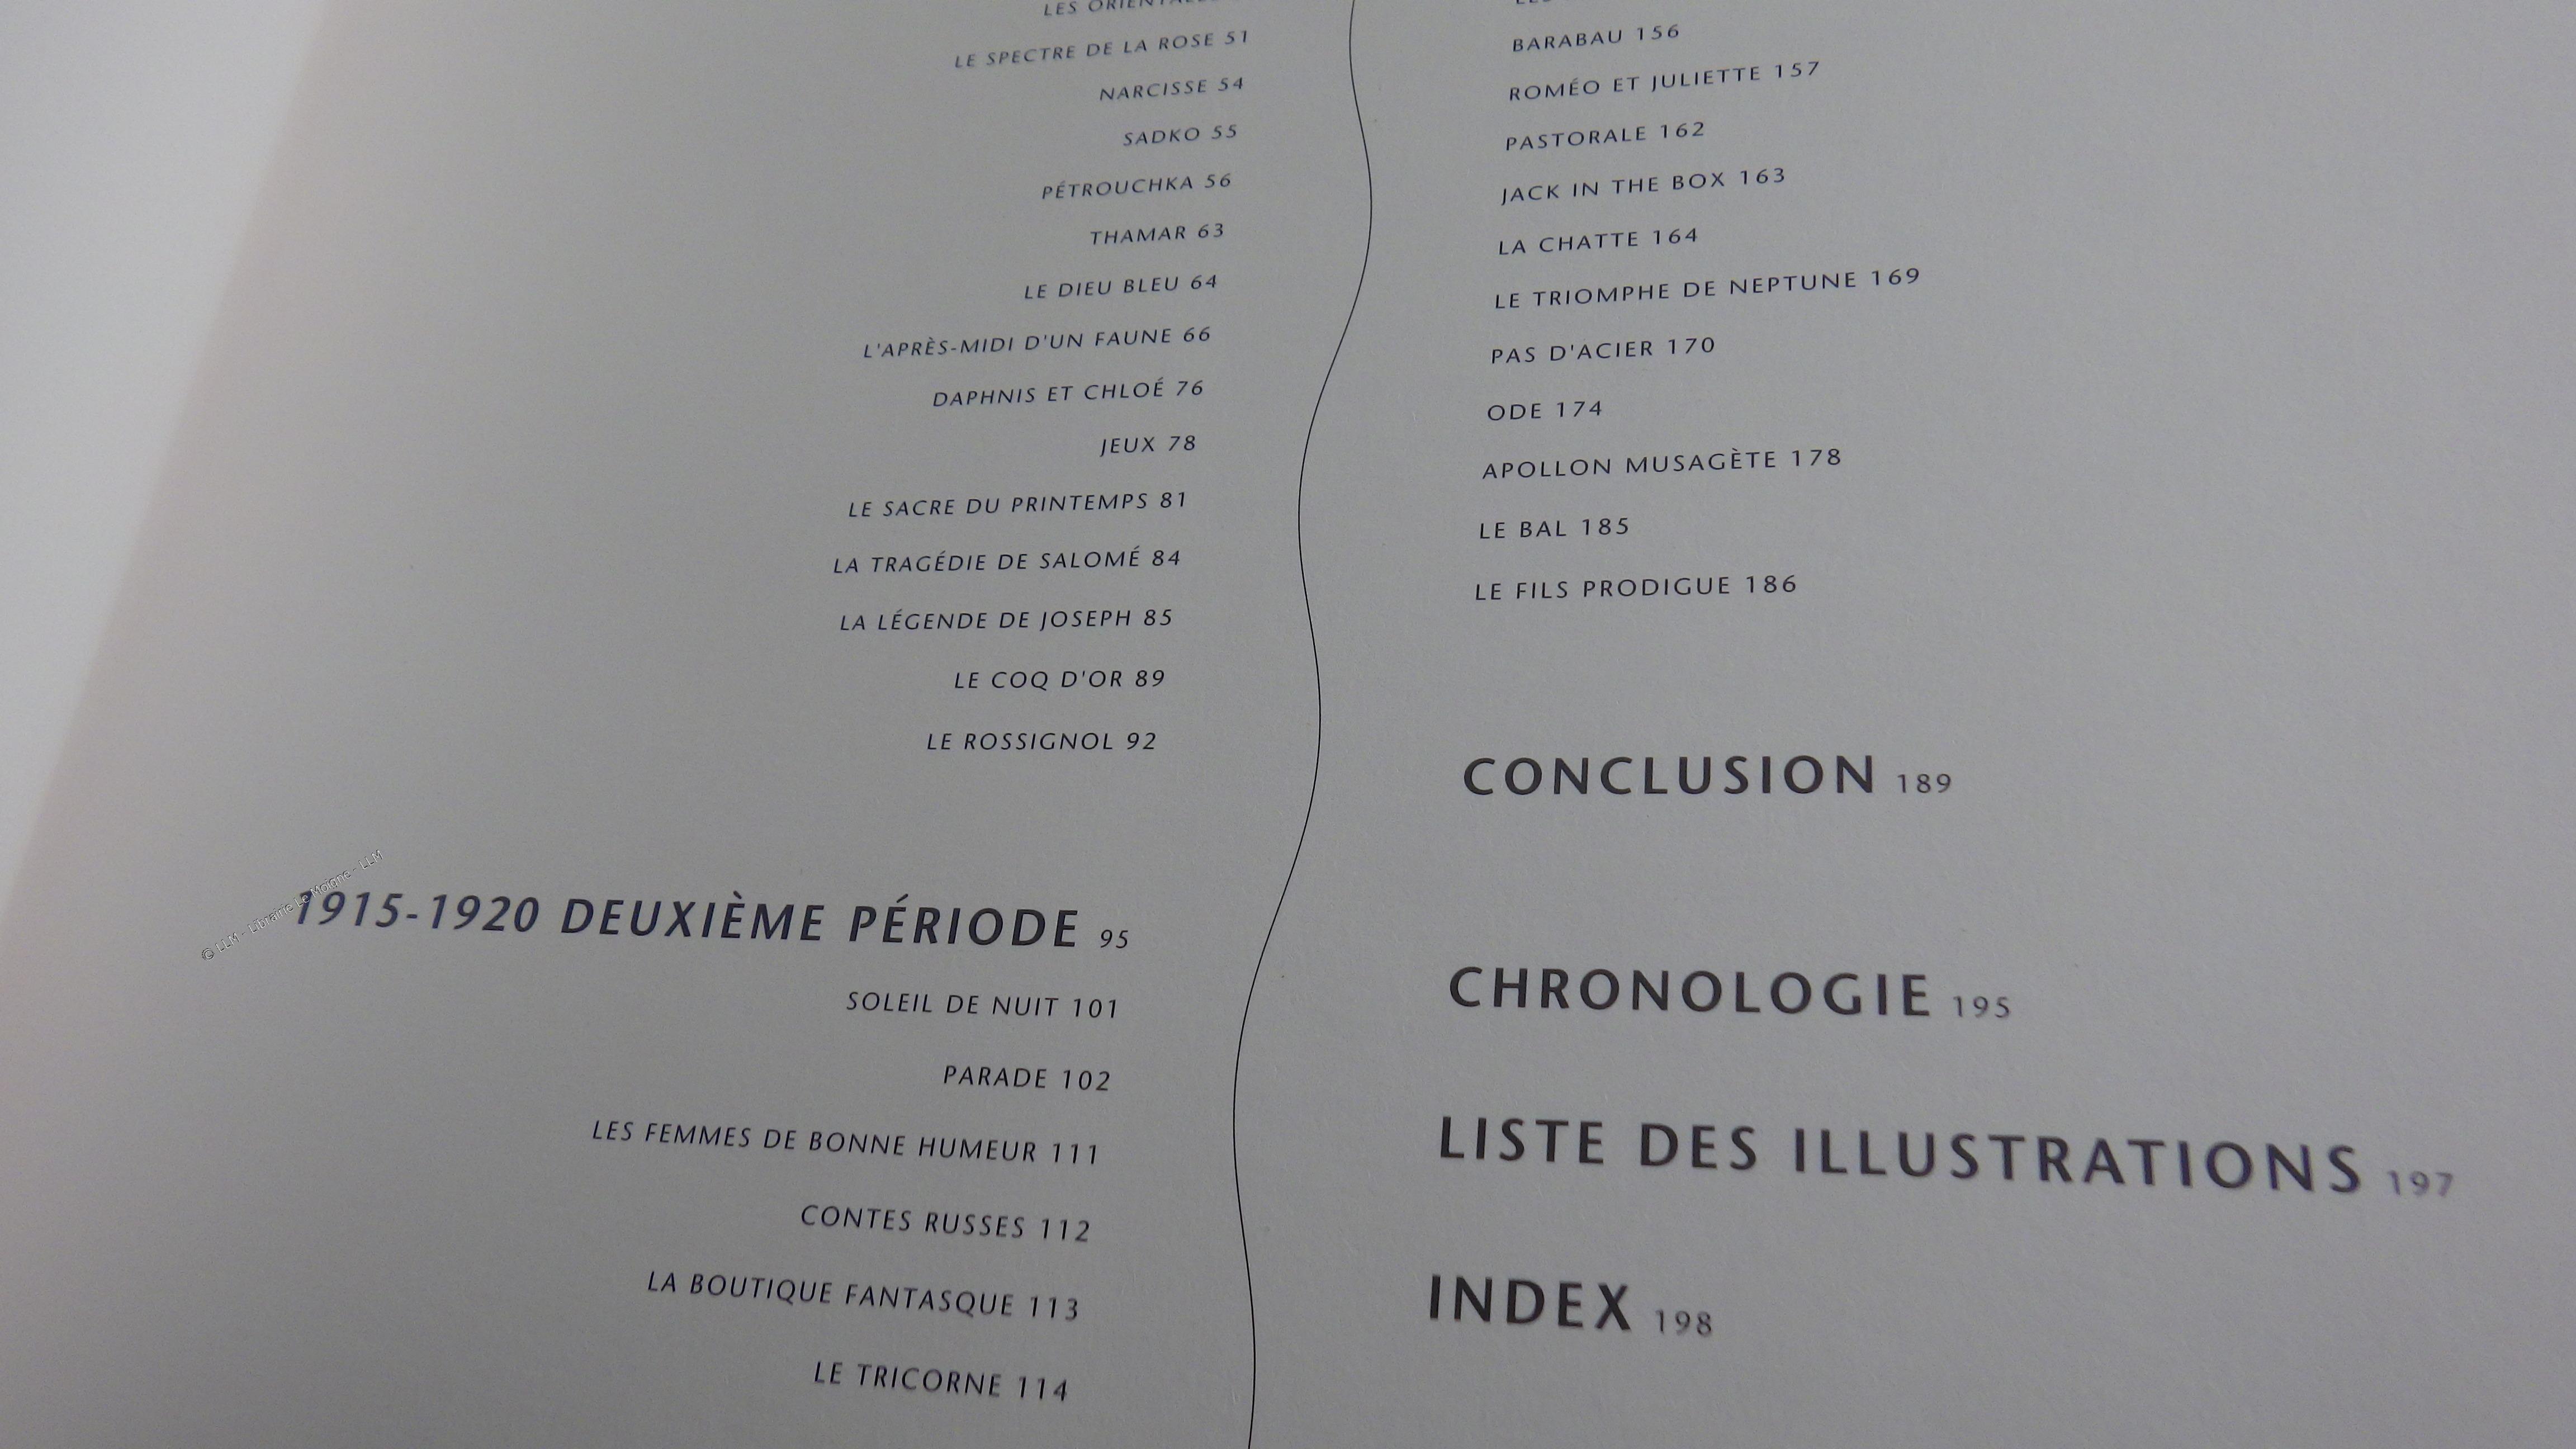 LES
LE SPECTRE DE LA ROSE 51
NARCISSE 54
SADKO 55
PÉTROUCHKA 56
THAMAR 63
LE DIEU BLEU 64
L'APRÈS-MIDI D'UN FAUNE 66
DAPHNIS ET CHLOÉ 76
JEUX 78
LE SACRE DU PRINTEMPS 81
LA TRAGÉDIE DE SALOMÉ 84
LA LÉGENDE DE JOSEPH 85
LE COQ D'OR 89
LE ROSSIGNOL 92
1915-1920 DEUXIÈME PÉRIODE 95
SOLEIL DE NUIT 101
PARADE 102
LES FEMMES DE BONNE HUMEUR 111
CONTES RUSSES 112
LA BOUTIQUE FANTASQUE 113
LE TRICORNE 114
BARABAU 156
ROMÉO ET JULIETTE 157
PASTORALE 162
JACK IN THE BOX 163
LA CHATTE 164
LE TRIOMPHE DE NEPTUNE 169
PAS D'ACIER 170
ODE 174
APOLLON MUSAGÈTE 178
LE BAL 185
LE FILS PRODIGUE 186
CONCLUSION 189
CHRONOLOGIE 195
LISTE DES ILLUSTRATIONS 197
INDEX 198
© LLM - Librairie Le Moigne - LLM